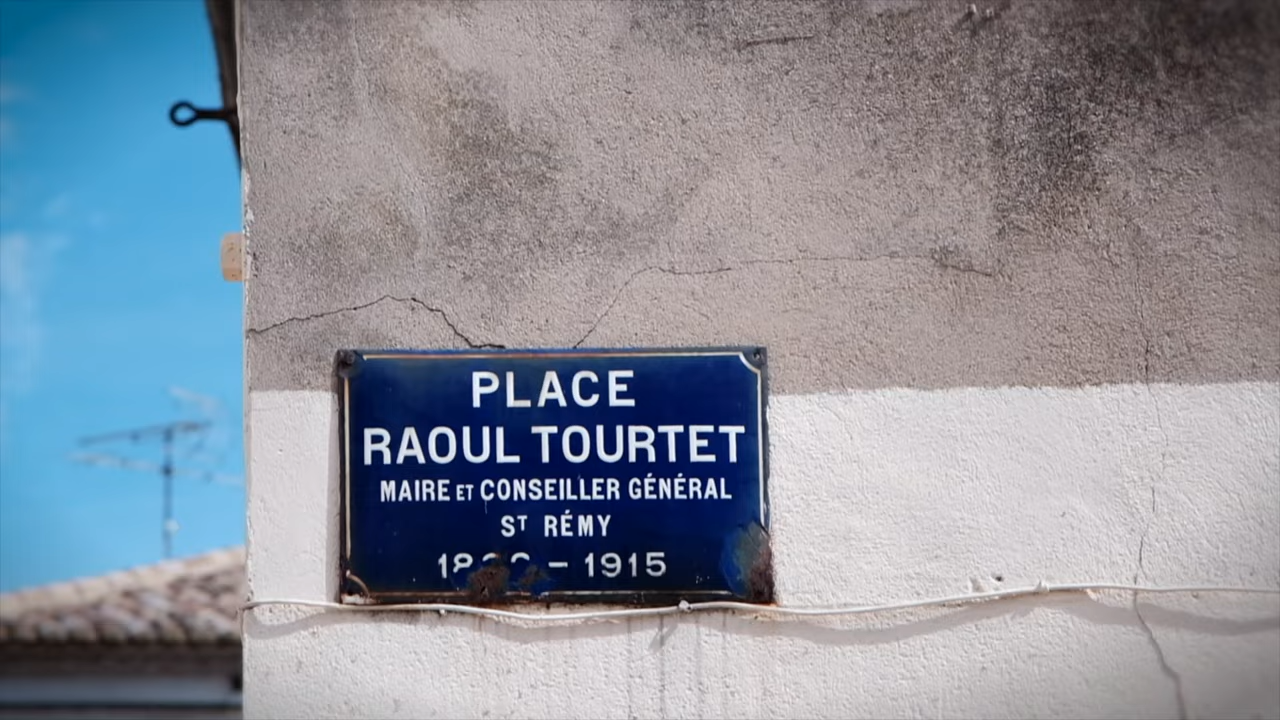 PLACE
RAOUL TOURTET
MAIRE ET CONSEILLER GÉNÉRAL
ST RÉMY
– 1915